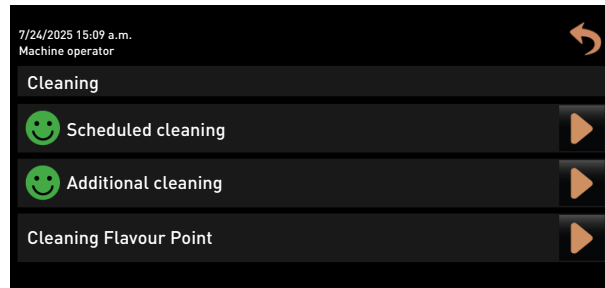 7/24/2025 15:09 a.m.
Machine operator
Cleaning
Scheduled cleaning
Additional cleaning
Cleaning Flavour Point